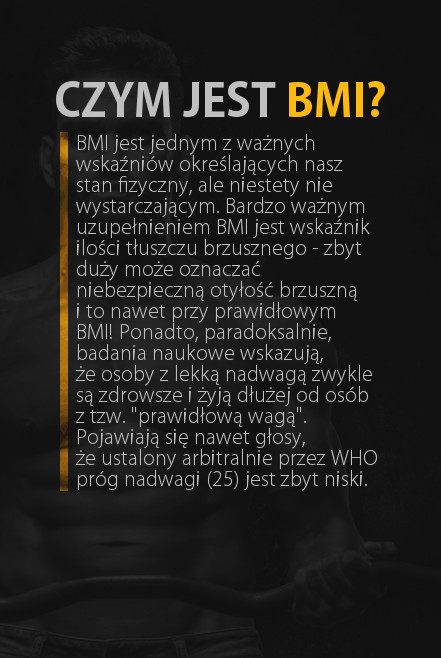 CZYM JEST BMI?
BMI jest jednym z ważnych
wskaźniów określających nasz
stan fizyczny, ale niestety nie
wystarczającym. Bardzo ważnym
uzupełnieniem BMI jest wskaźnik
ilości tłuszczu brzusznego - zbyt
duży może oznaczać
niebezpieczną otyłość brzuszną
i to nawet przy prawidłowym
BMI! Ponadto, paradoksalnie,
badania naukowe wskazują,
że osoby z lekką nadwagą zwykle
są zdrowsze i żyją dłużej od osób
z tzw. "prawidłową wagą".
Pojawiają się nawet głosy,
że ustalony arbitralnie przez WHO
próg nadwagi (25) jest zbyt niski.